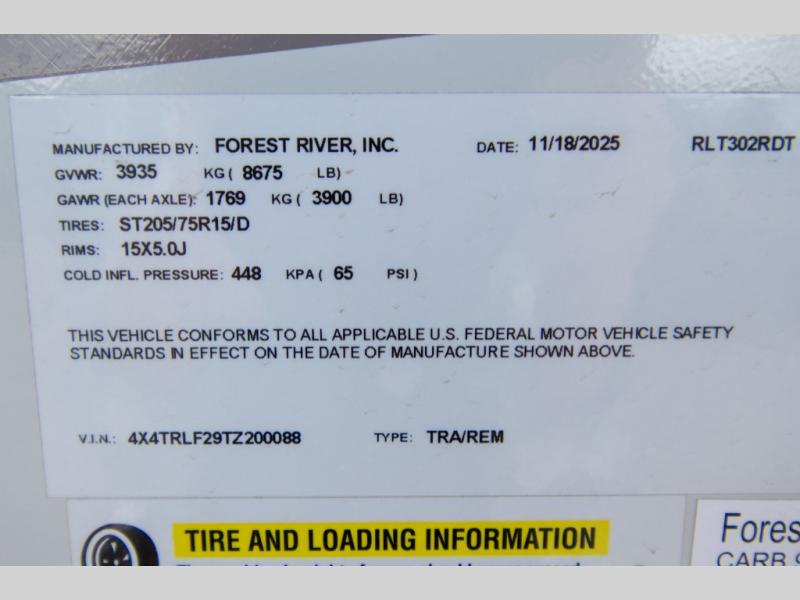 MANUFACTURED BY: FOREST RIVER, INC. DATE: 11/18/2025 RLT302RDT
GVWR: 3935 KG ( 8675 LB)
GAWR (EACH AXLE): 1769 KG ( 3900 LB)
TIRES: ST205/75R15/D
RIMS: 15X5.0J
COLD INFL. PRESSURE: 448 KPA ( 65 PSI )
THIS VEHICLE CONFORMS TO ALL APPLICABLE U.S. FEDERAL MOTOR VEHICLE SAFETY
STANDARDS IN EFFECT ON THE DATE OF MANUFACTURE SHOWN ABOVE.
V.I.N.: 4X4TRLF29TZ200088 TYPE: TRA/REM
TIRE AND LOADING INFORMATION
Fores
CARB